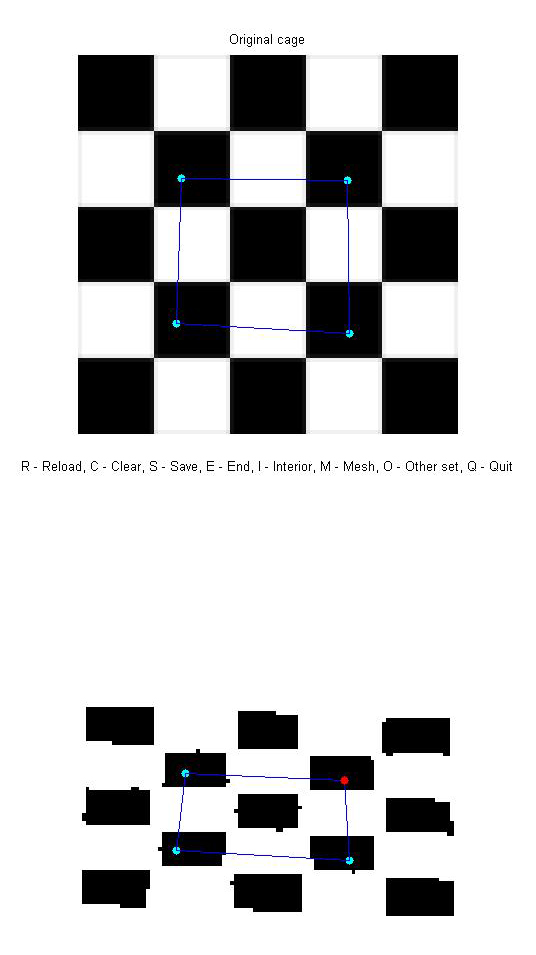 Original cage
R - Reload, C - Clear, S - Save, E - End, I - Interior, M - Mesh, O - Other set, Q - Quit